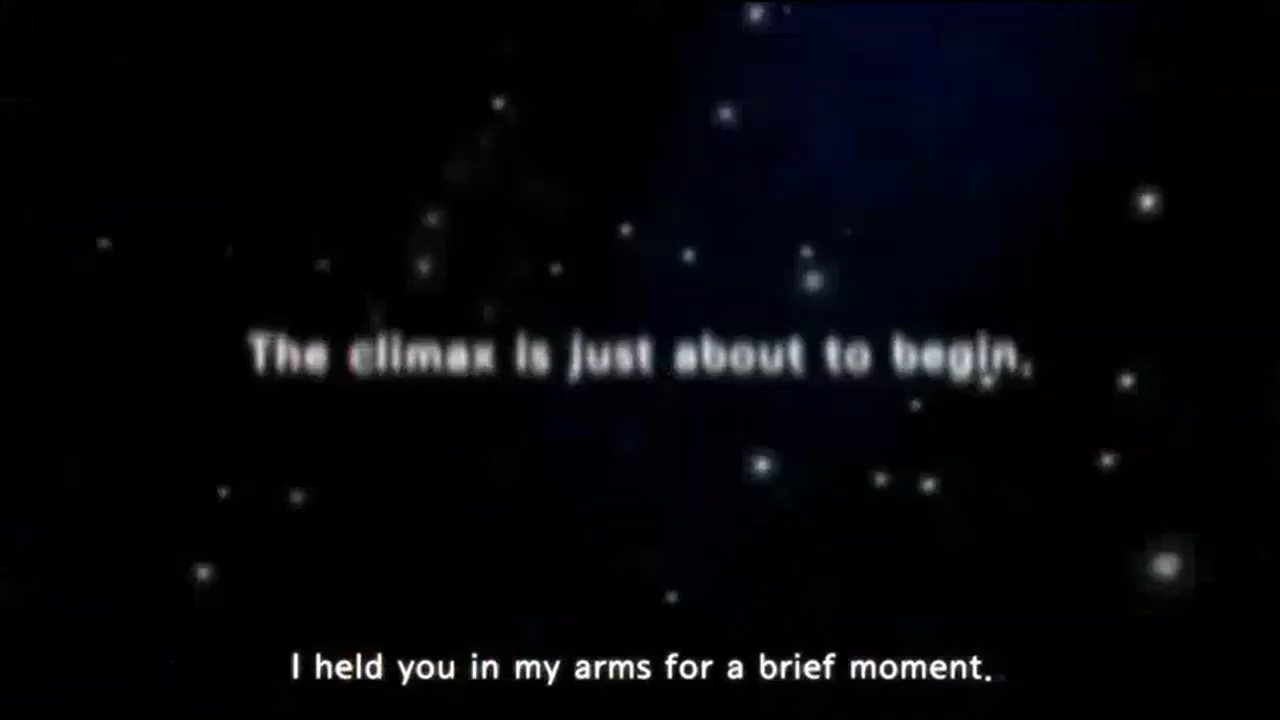 The climax is just about to begin.
I held you in my arms for a brief moment.